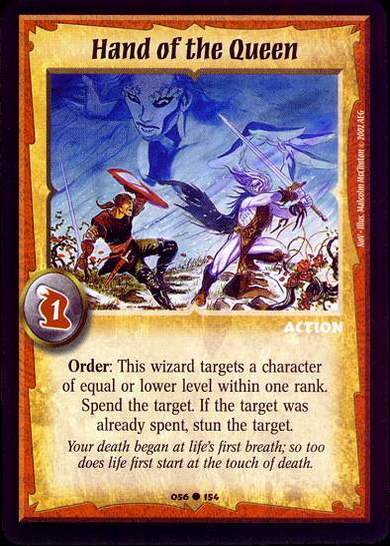 Hand of the Queen
Illus. Malcolm McClinton © 2002 AEG
1
ACTION
Order: This wizard targets a character
of equal or lower level within one rank.
Spend the target. If the target was
already spent, stun the target.
Your death began at life's first breath; so too
does life first start at the touch of death.
056 ● 154